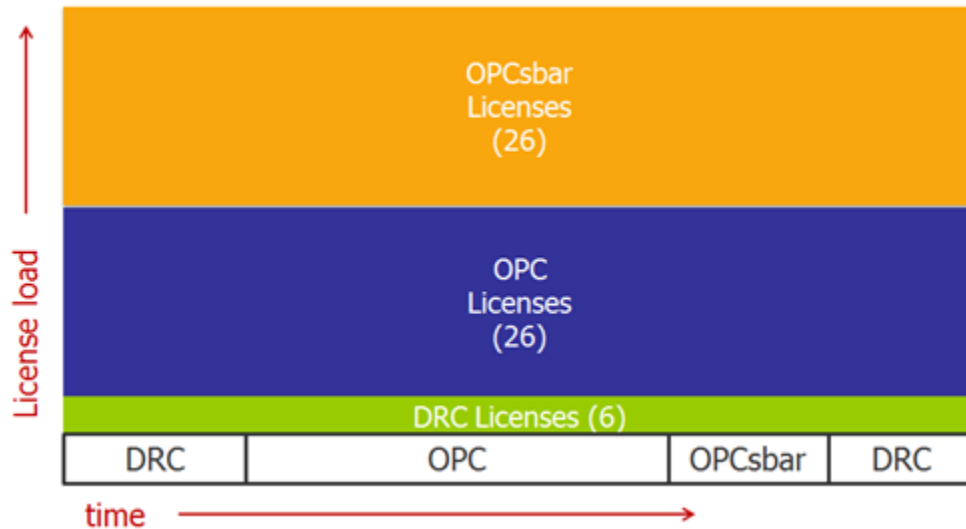 OPCsbar
Licenses
(26)
OPC
Licenses
(26)
License load
DRC Licenses (6)
DRC OPC OPCsbar DRC
time